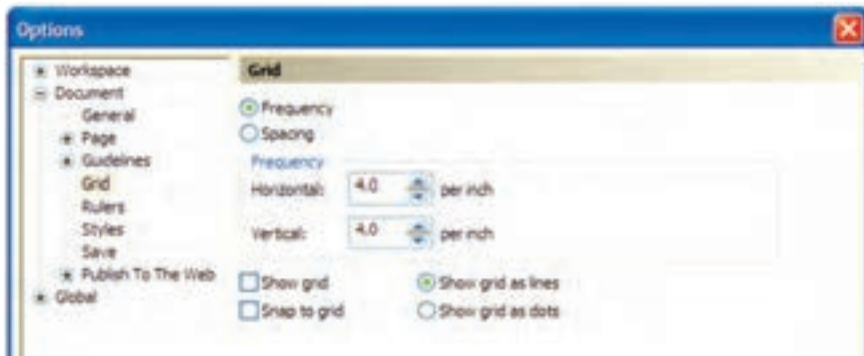 Options
Workspace
Document
General
Page
Guidelines
Grid
Rulers
Styles
Save
Publish To The Web
Global
Grid
Frequency
Spacing
Frequency
Horizontal: 4.0 per inch
Vertical: 4.0 per inch
Show grid Show grid as lines
Snap to grid Show grid as dots